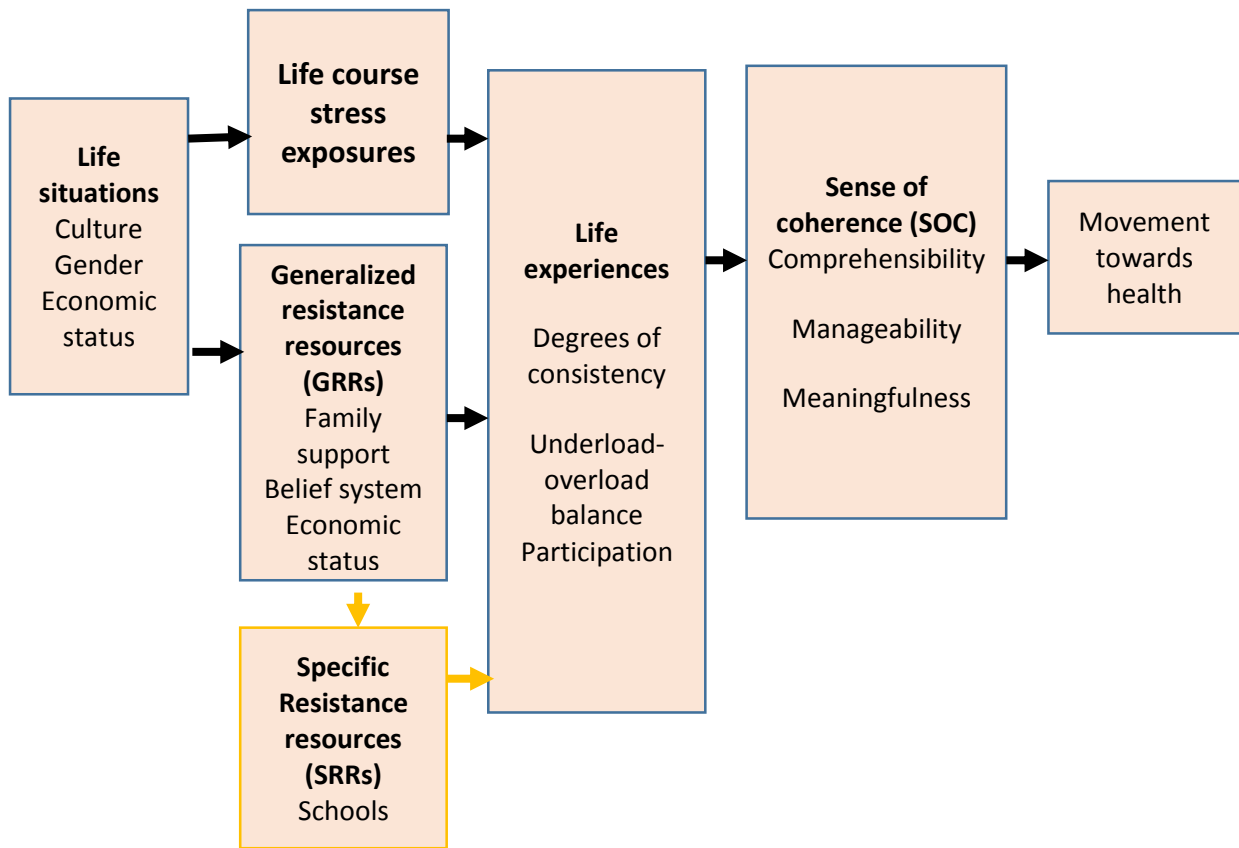 Life
situations
Culture
Gender
Economic
status
Life course
stress
exposures
Generalized
resistance
resources
(GRRs)
Family
support
Belief system
Economic
status
Specific
Resistance
resources
(SRRs)
Schools
Life
experiences
Degrees of
consistency
Underload-
overload
balance
Participation
Sense of
coherence (SOC)
Comprehensibility
Manageability
Meaningfulness
Movement
towards
health